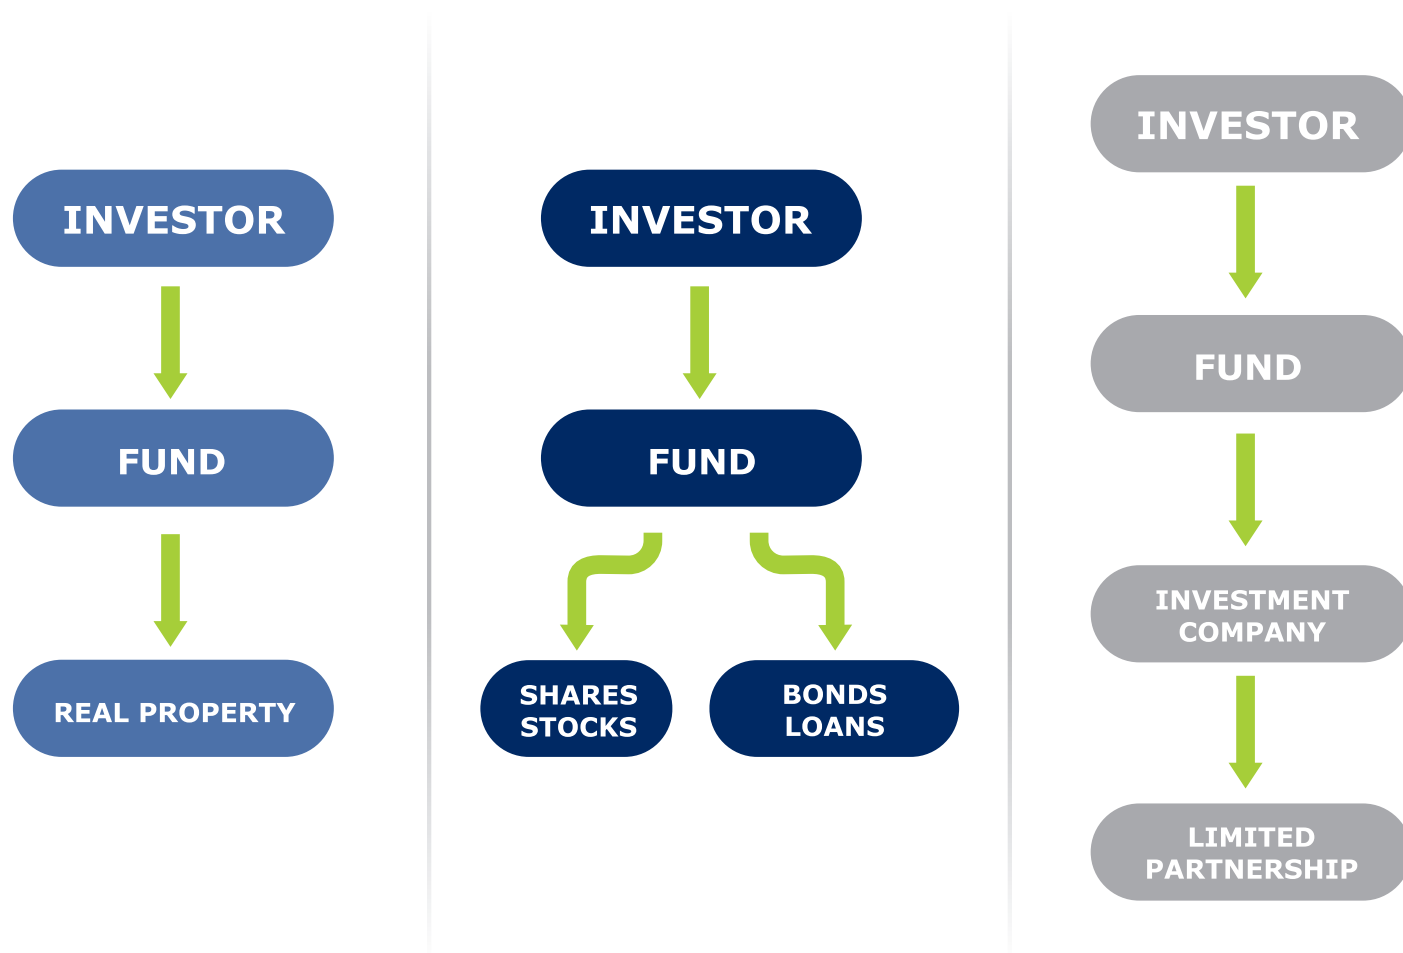 INVESTOR
FUND
REAL PROPERTY
INVESTOR
FUND
SHARES
STOCKS
BONDS
LOANS
INVESTOR
FUND
INVESTMENT
COMPANY
LIMITED
PARTNERSHIP